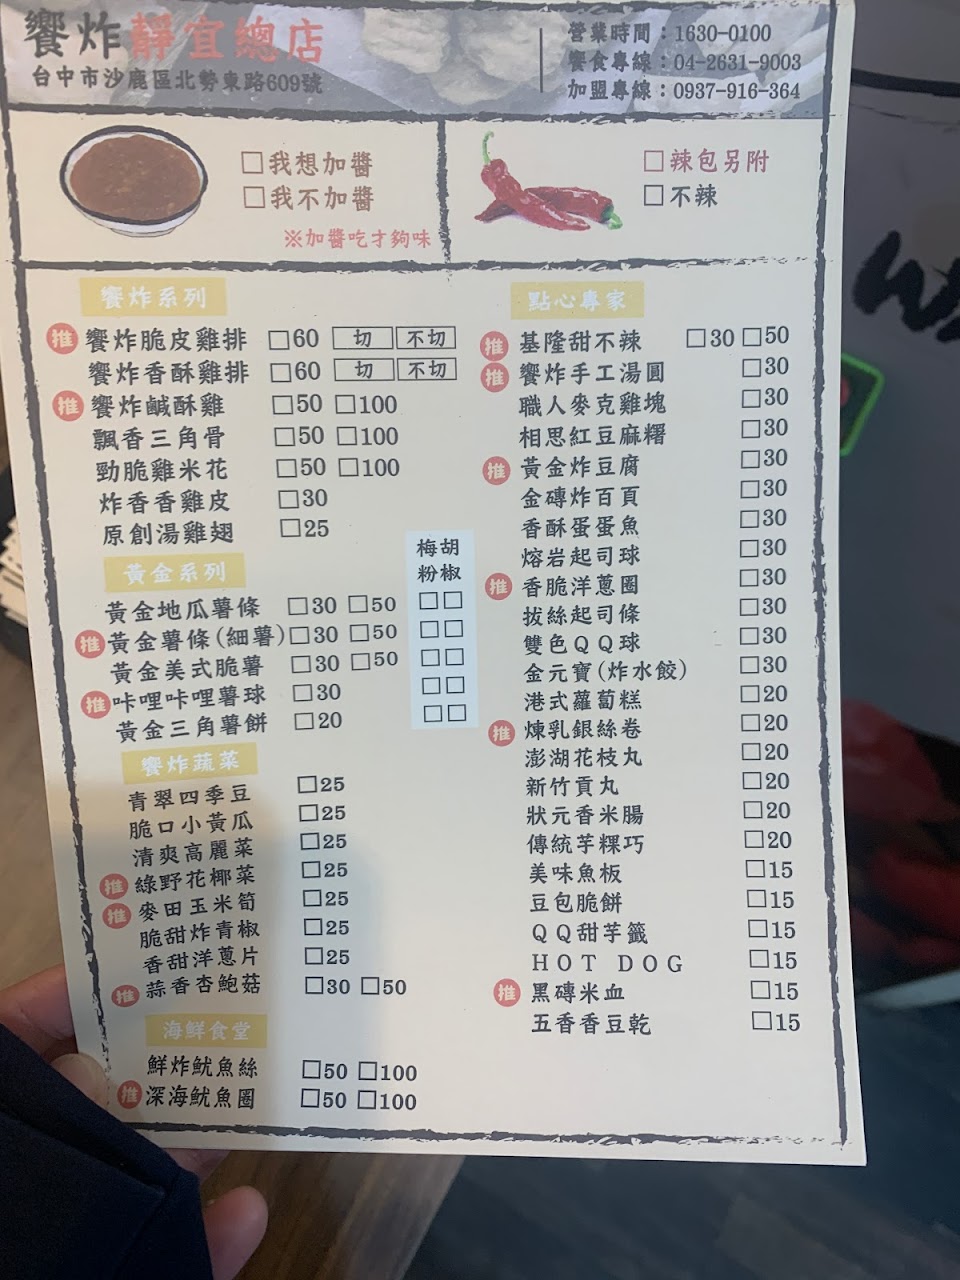 饗炸靜宜總店
台中市沙鹿區北勢東路609號
營業時間：1630-0100
饗食專線：04-2631-9003
加盟專線：0937-916-364
□我想加醬
□我不加醬
※加醬吃才夠味
□辣包另附
□不辣
饗炸系列
推 饗炸脆皮雞排 □60 切 不切
饗炸香酥雞排 □60 切 不切
推 饗炸鹹酥雞 □50 □100
飄香三角骨 □50 □100
勁脆雞米花 □50 □100
炸香香雞皮 □30
原創湯雞翅 □25
梅粉 胡椒
黃金系列
黃金地瓜薯條 □30 □50 □□
推 黃金薯條(細薯) □30 □50 □□
黃金美式脆薯 □30 □50 □□
推 咔哩咔哩薯球 □30 □□
黃金三角薯餅 □20 □□
饗炸蔬菜
青翠四季豆 □25
脆口小黃瓜 □25
清爽高麗菜 □25
推 綠野花椰菜 □25
推 麥田玉米筍 □25
脆甜炸青椒 □25
香甜洋蔥片 □25
推 蒜香杏鮑菇 □30 □50
海鮮食堂
鮮炸魷魚絲 □50 □100
推 深海魷魚圈 □50 □100
點心專家
推 基隆甜不辣 □30 □50
推 饗炸手工湯圓 □30
職人麥克雞塊 □30
相思紅豆麻糬 □30
推 黃金炸豆腐 □30
金磚炸百頁 □30
香酥蛋蛋魚 □30
熔岩起司球 □30
推 香脆洋蔥圈 □30
拔絲起司條 □30
雙色QQ球 □30
金元寶(炸水餃) □30
港式蘿蔔糕 □20
推 煉乳銀絲卷 □20
澎湖花枝丸 □20
新竹貢丸 □20
狀元香米腸 □20
傳統芋粿巧 □20
美味魚板 □15
豆包脆餅 □15
QQ甜芋籤 □15
HOT DOG □15
推 黑磚米血 □15
五香香豆乾 □15